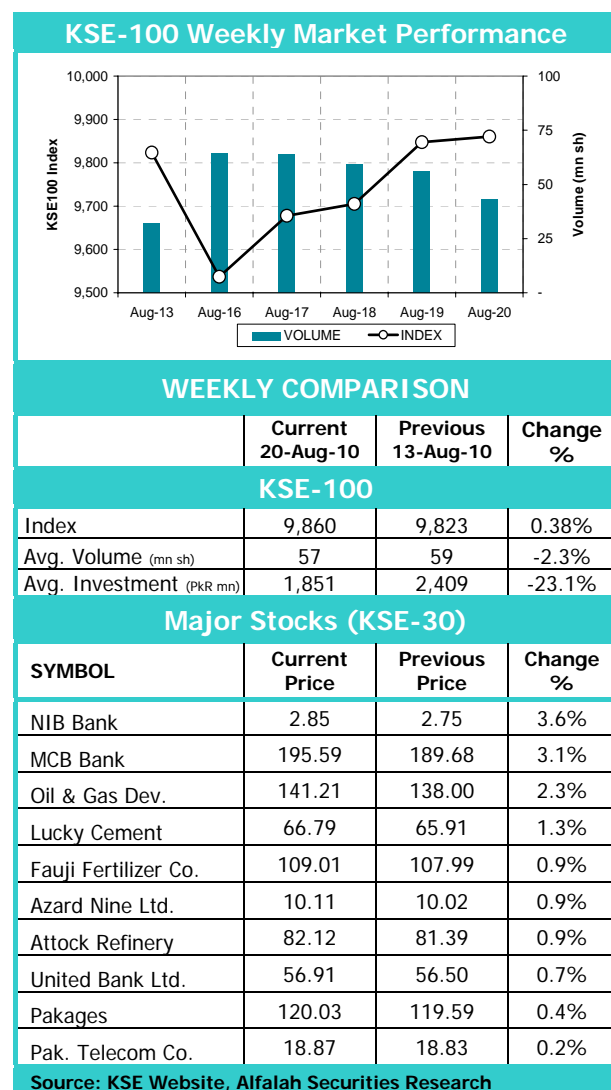 KSE-100 Weekly Market Performance
10,000 100
9,900 75
9,800
50
9,700
25
9,600
9,500 -
KSE100 Index
Volume (mn sh)
Aug-13 Aug-16 Aug-17 Aug-18 Aug-19 Aug-20
VOLUME INDEX
WEEKLY COMPARISON
Current Previous Change
20-Aug-10 13-Aug-10 %
KSE-100
Index 9,860 9,823 0.38%
Avg. Volume (mn sh) 57 59 -2.3%
Avg. Investment (PkR mn) 1,851 2,409 -23.1%
Major Stocks (KSE-30)
SYMBOL Current Price Previous Price Change %
NIB Bank 2.85 2.75 3.6%
MCB Bank 195.59 189.68 3.1%
Oil & Gas Dev. 141.21 138.00 2.3%
Lucky Cement 66.79 65.91 1.3%
Fauji Fertilizer Co. 109.01 107.99 0.9%
Azard Nine Ltd. 10.11 10.02 0.9%
Attock Refinery 82.12 81.39 0.9%
United Bank Ltd. 56.91 56.50 0.7%
Pakages 120.03 119.59 0.4%
Pak. Telecom Co. 18.87 18.83 0.2%
Source: KSE Website, Alfalah Securities Research